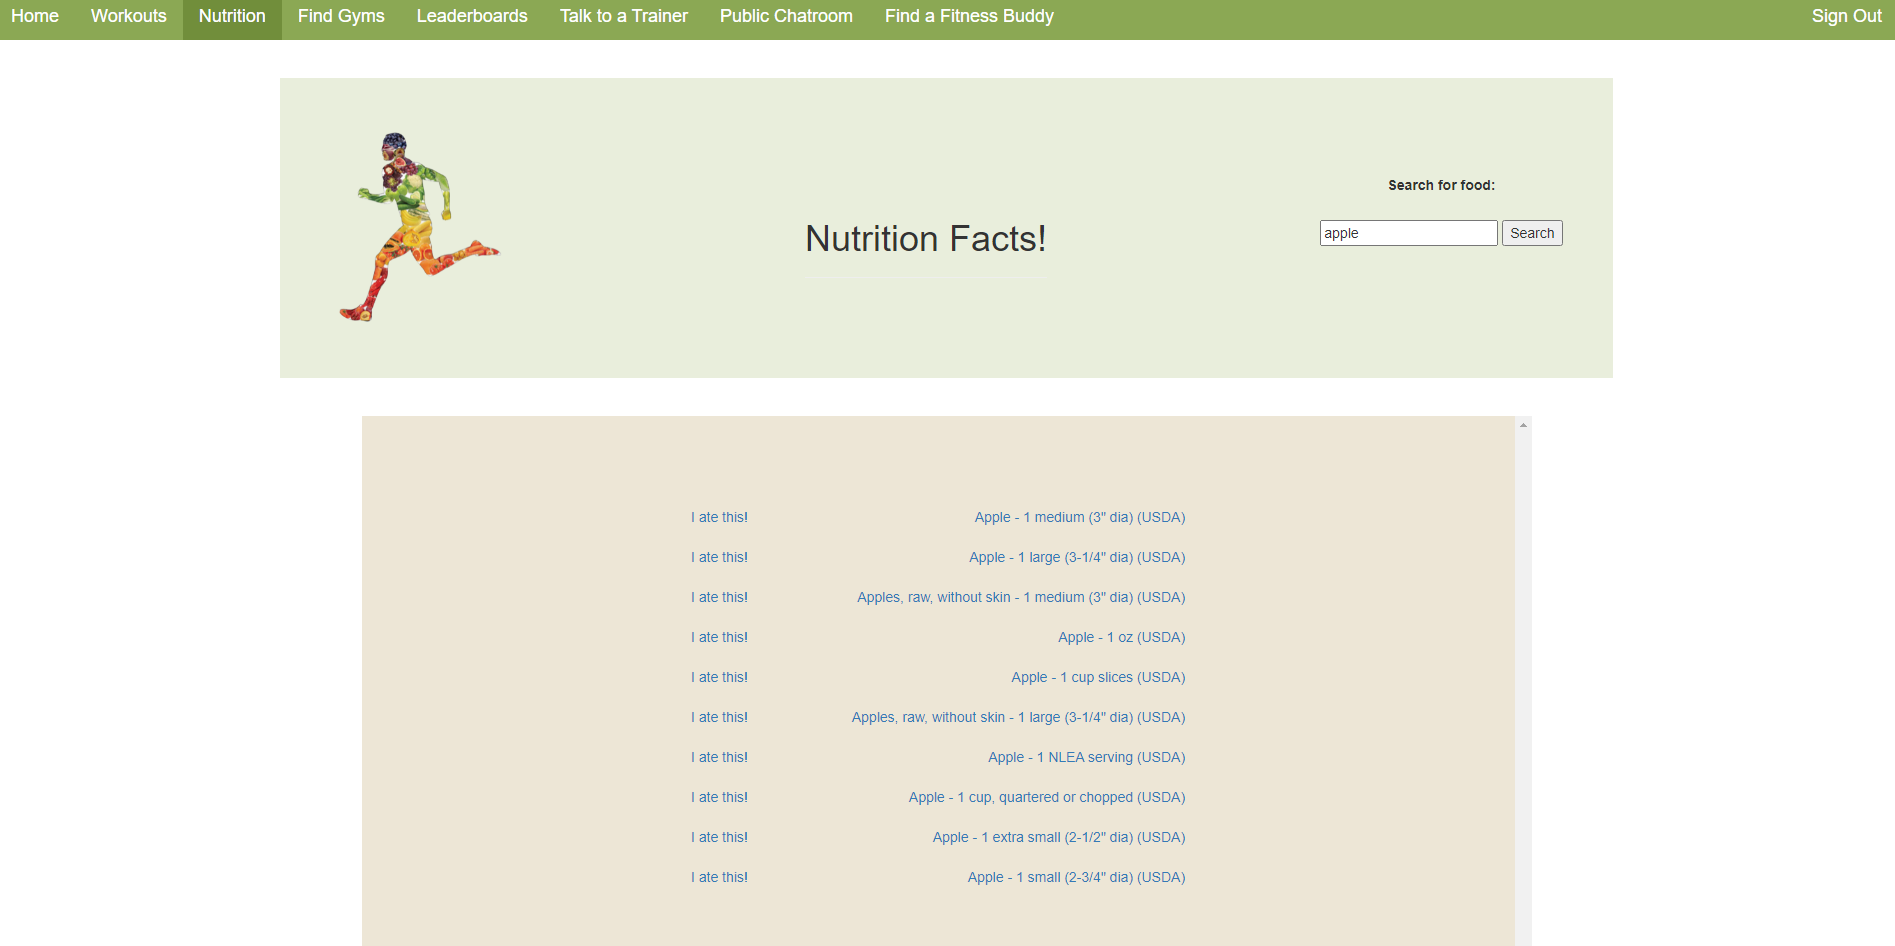 Home Workouts Nutrition Find Gyms Leaderboards Talk to a Trainer Public Chatroom Find a Fitness Buddy Sign Out
Search for food:
Nutrition Facts!
apple Search
I ate this! Apple - 1 medium (3" dia) (USDA)
I ate this! Apple - 1 large (3-1/4" dia) (USDA)
I ate this! Apples, raw, without skin - 1 medium (3" dia) (USDA)
I ate this! Apple - 1 oz (USDA)
I ate this! Apple - 1 cup slices (USDA)
I ate this! Apples, raw, without skin - 1 large (3-1/4" dia) (USDA)
I ate this! Apple - 1 NLEA serving (USDA)
I ate this! Apple - 1 cup, quartered or chopped (USDA)
I ate this! Apple - 1 extra small (2-1/2" dia) (USDA)
I ate this! Apple - 1 small (2-3/4" dia) (USDA)